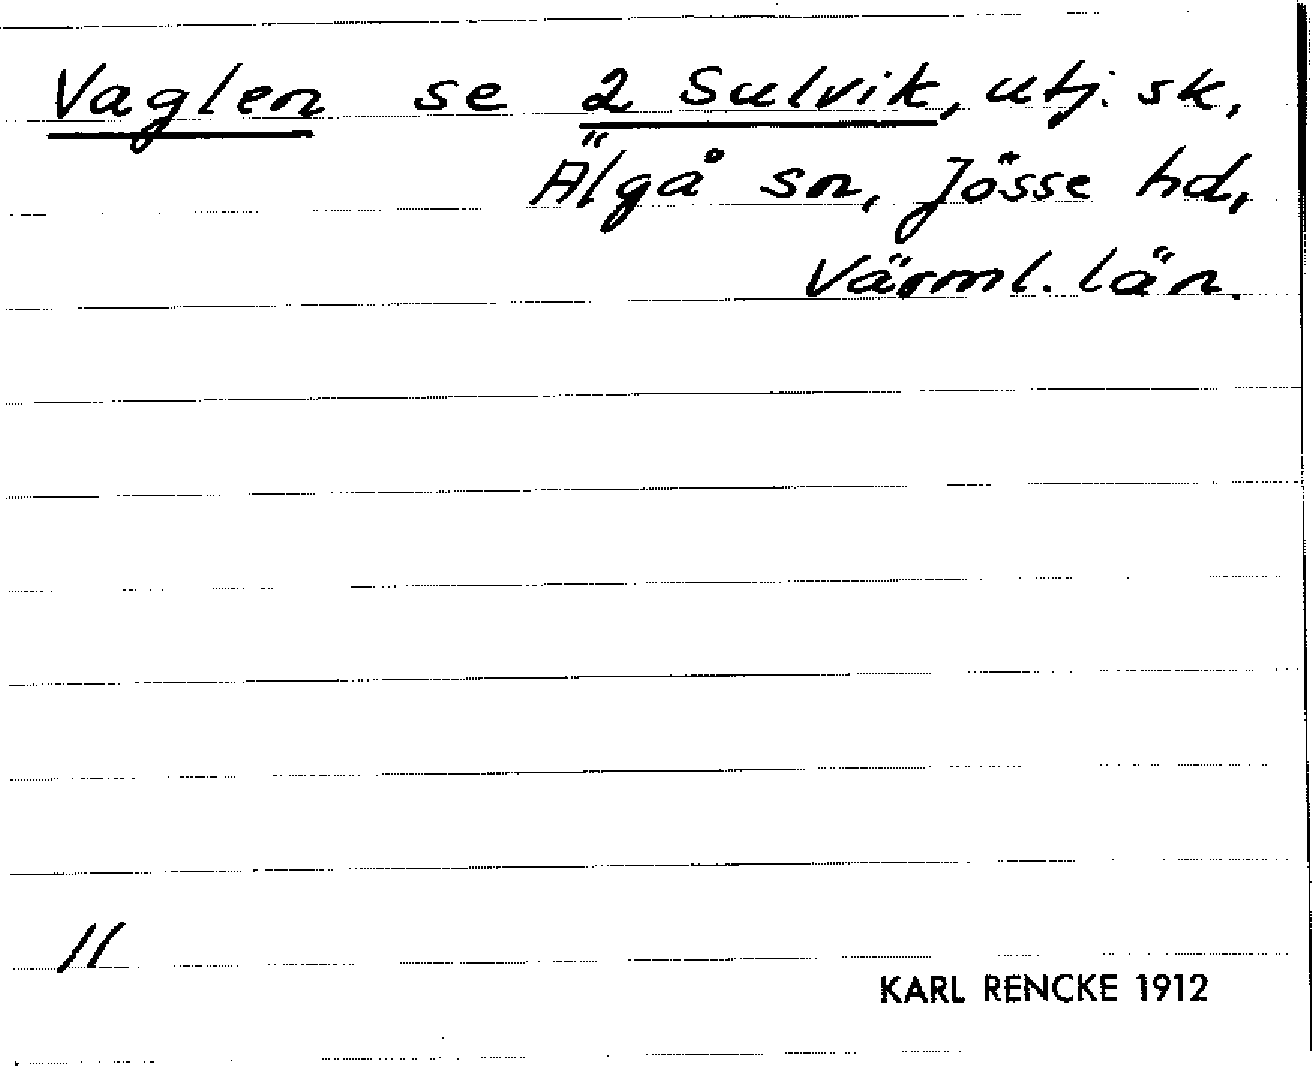 Vaglen se 2 Sulvik, utj. sk,
Älgå sn, Jösse hd,
Värml. län.
11
KARL RENCKE 1912